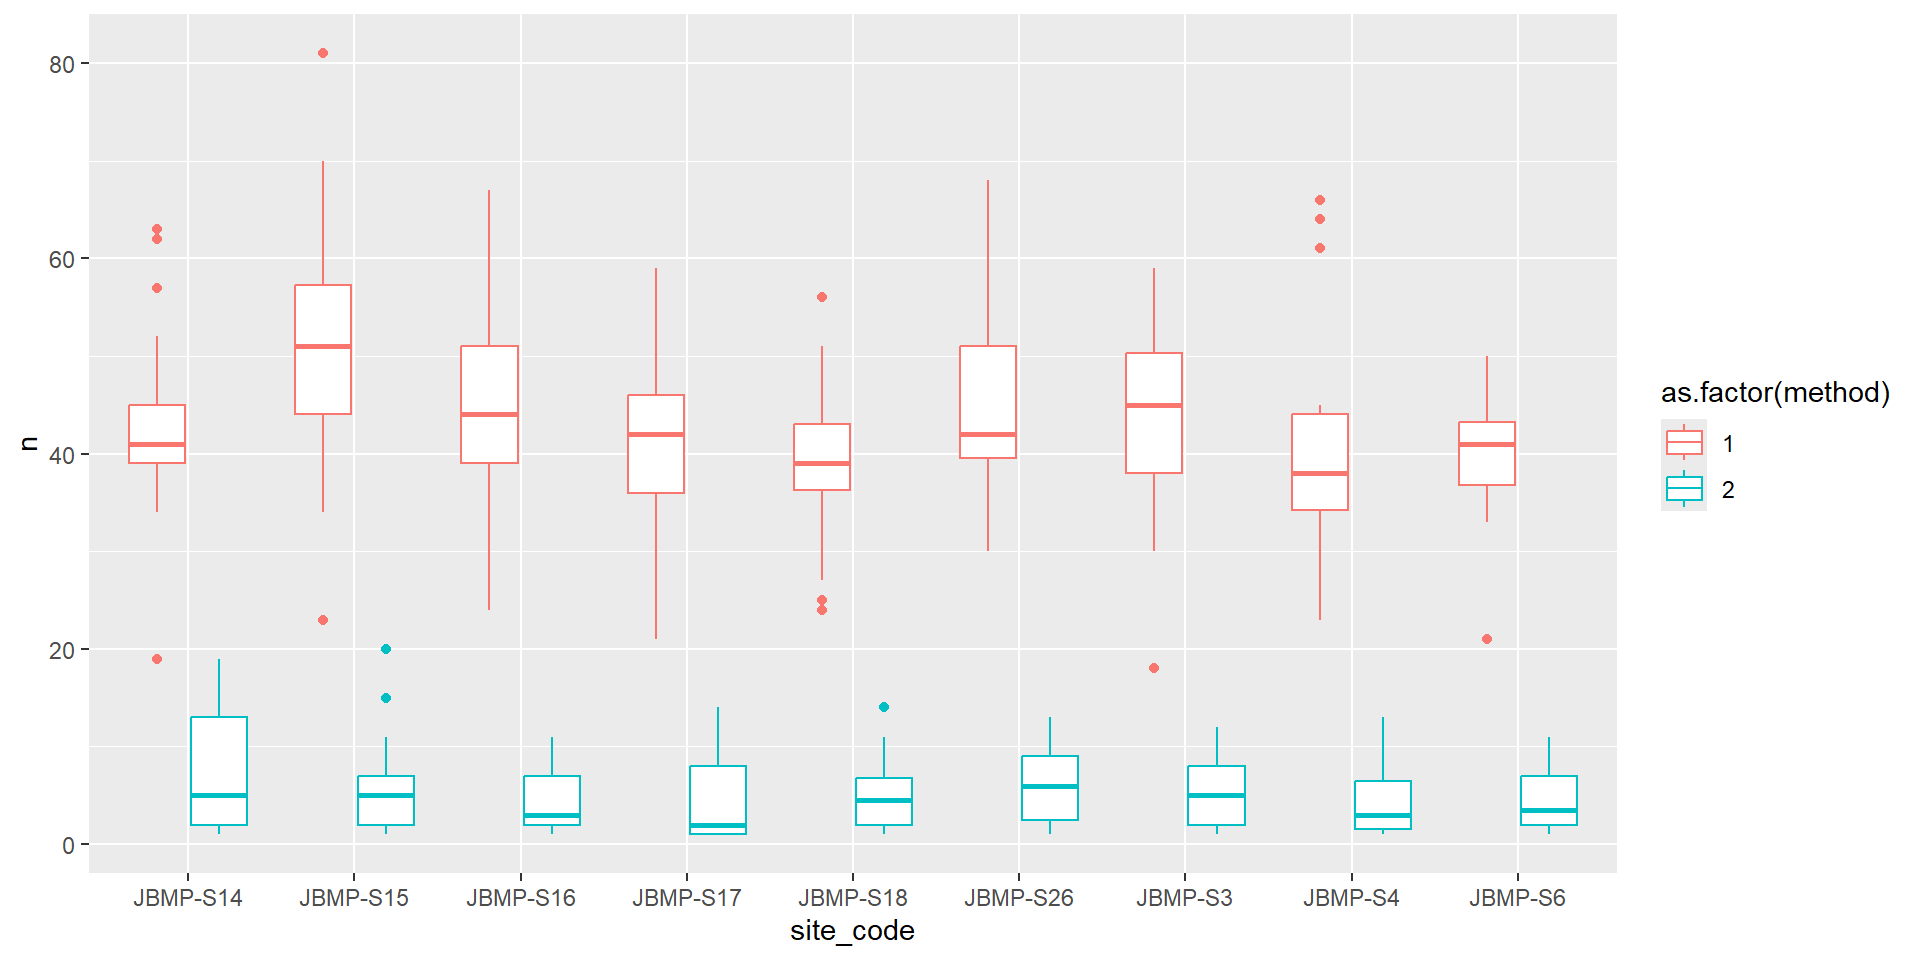 80
60
40
20
0
n
JBMP-S14 JBMP-S15 JBMP-S16 JBMP-S17 JBMP-S18 JBMP-S26 JBMP-S3 JBMP-S4 JBMP-S6
site_code
as.factor(method)
1
2